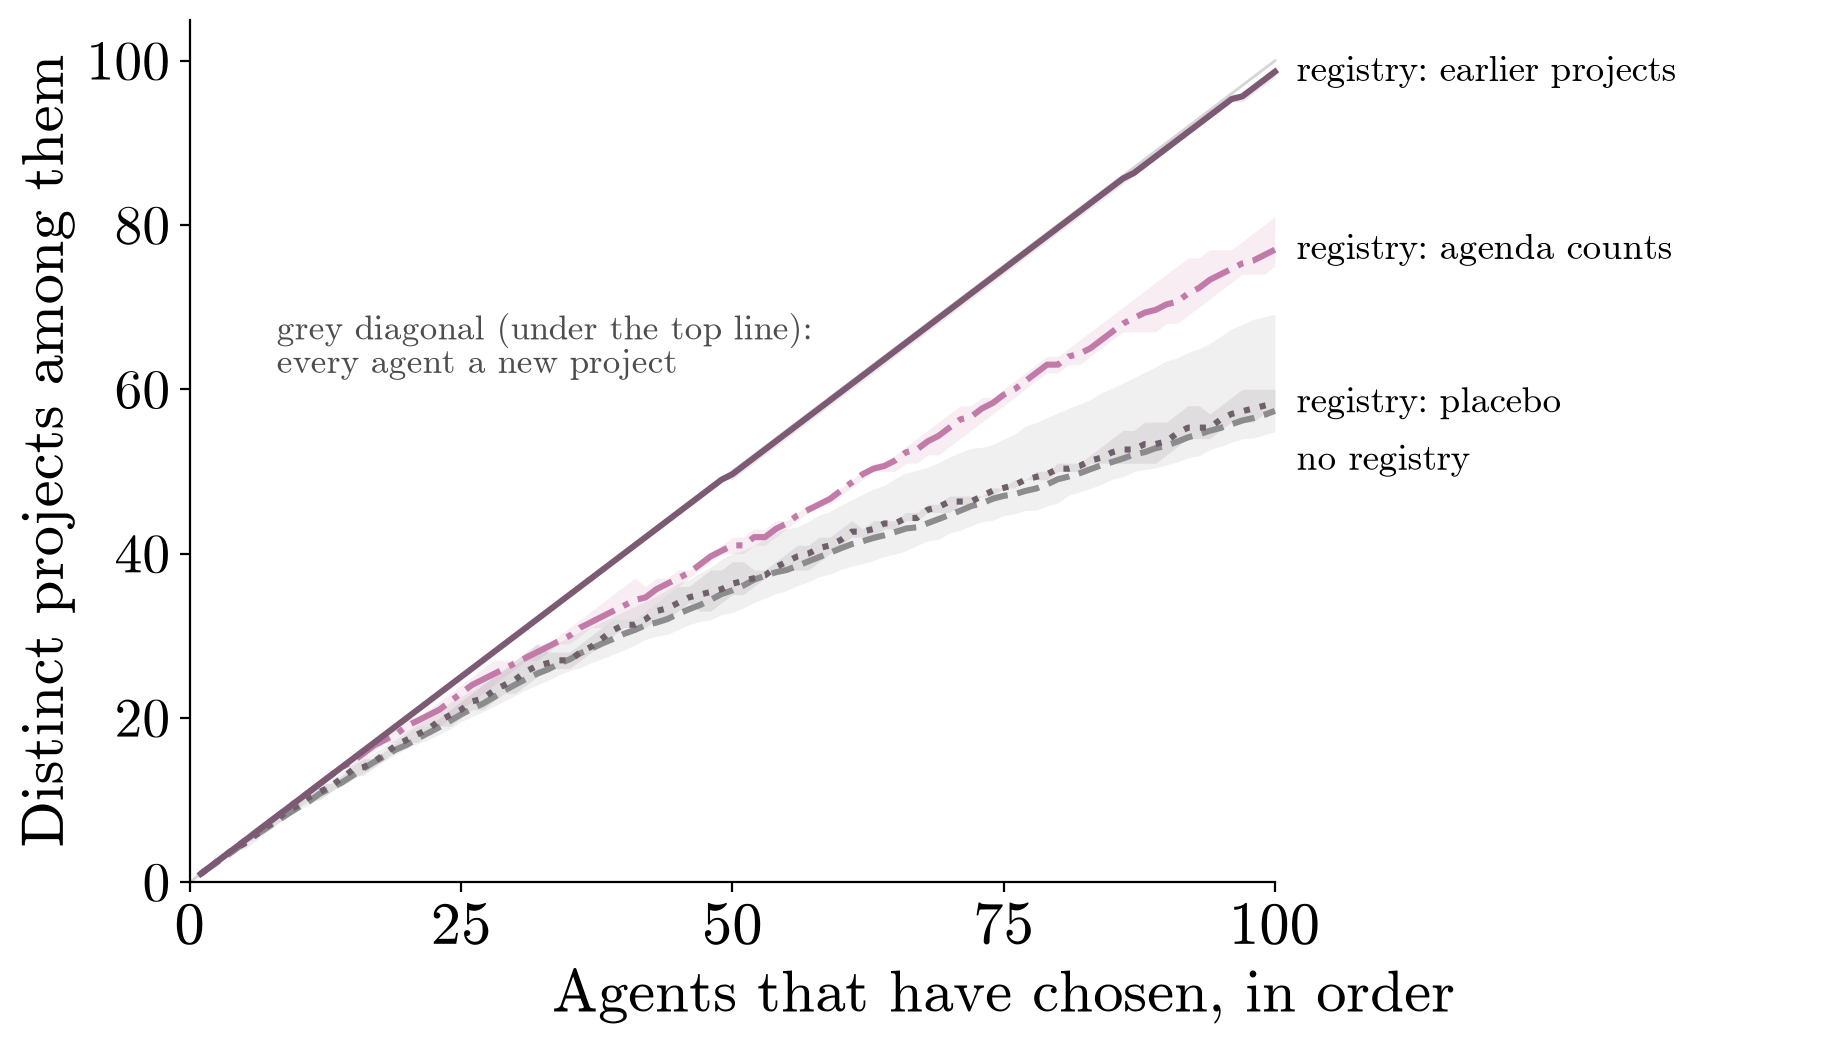 Distinct projects among them
100
80
60
40
20
0
0 25 50 75 100
Agents that have chosen, in order
grey diagonal (under the top line):
every agent a new project
registry: earlier projects
registry: agenda counts
registry: placebo
no registry